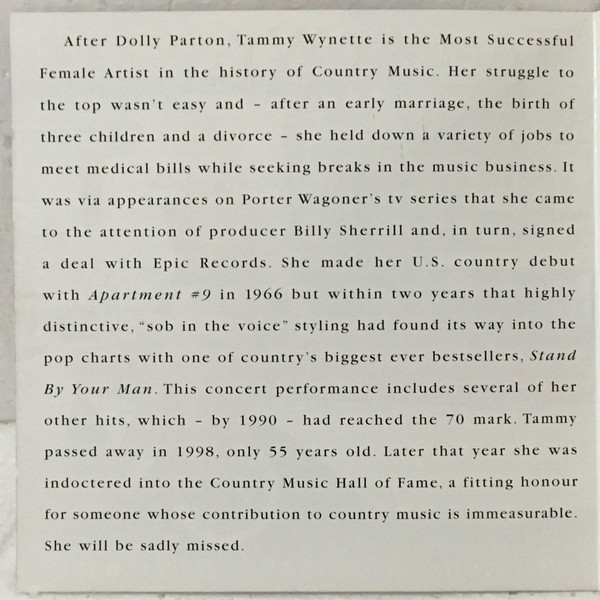 After Dolly Parton, Tammy Wynette is the Most Successful
Female Artist in the history of Country Music. Her struggle to
the top wasn't easy and – after an early marriage, the birth of
three children and a divorce – she held down a variety of jobs to
meet medical bills while seeking breaks in the music business. It
was via appearances on Porter Wagoner's tv series that she came
to the attention of producer Billy Sherrill and, in turn, signed
a deal with Epic Records. She made her U.S. country debut
with Apartment #9 in 1966 but within two years that highly
distinctive, “sob in the voice” styling had found its way into the
pop charts with one of country's biggest ever bestsellers, Stand
By Your Man. This concert performance includes several of her
other hits, which – by 1990 – had reached the 70 mark. Tammy
passed away in 1998, only 55 years old. Later that year she was
indoctered into the Country Music Hall of Fame, a fitting honour
for someone whose contribution to country music is immeasurable.
She will be sadly missed.